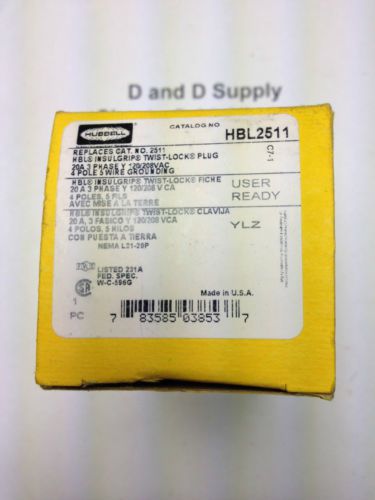 D and D Supply
HUBBELL
CATALOG NO
HBL2511
REPLACES CAT. NO. 2511
HBL® INSULGRIP® TWIST-LOCK® PLUG
20A 3 PHASE Y 120/208VAC
4 POLE 5 WIRE GROUNDING
C7-1
HBL® INSULGRIP® TWIST-LOCK® FICHE
20 A 3 PHASE Y 120/208 V CA
4 POLES, 5 FILS
AVEC MISE A LA TERRE
USER
READY
HBL® INSULGRIP® TWIST-LOCK® CLAVIJA
20 A, 3 FASICO Y 120/208 VCA
4 POLOS, 5 HILOS
CON PUESTA A TIERRA
YLZ
NEMA L21-20P
LISTED 231A
FED. SPEC.
W-C-596G
1
PC
Made in U.S.A.
7 83585 03853 7